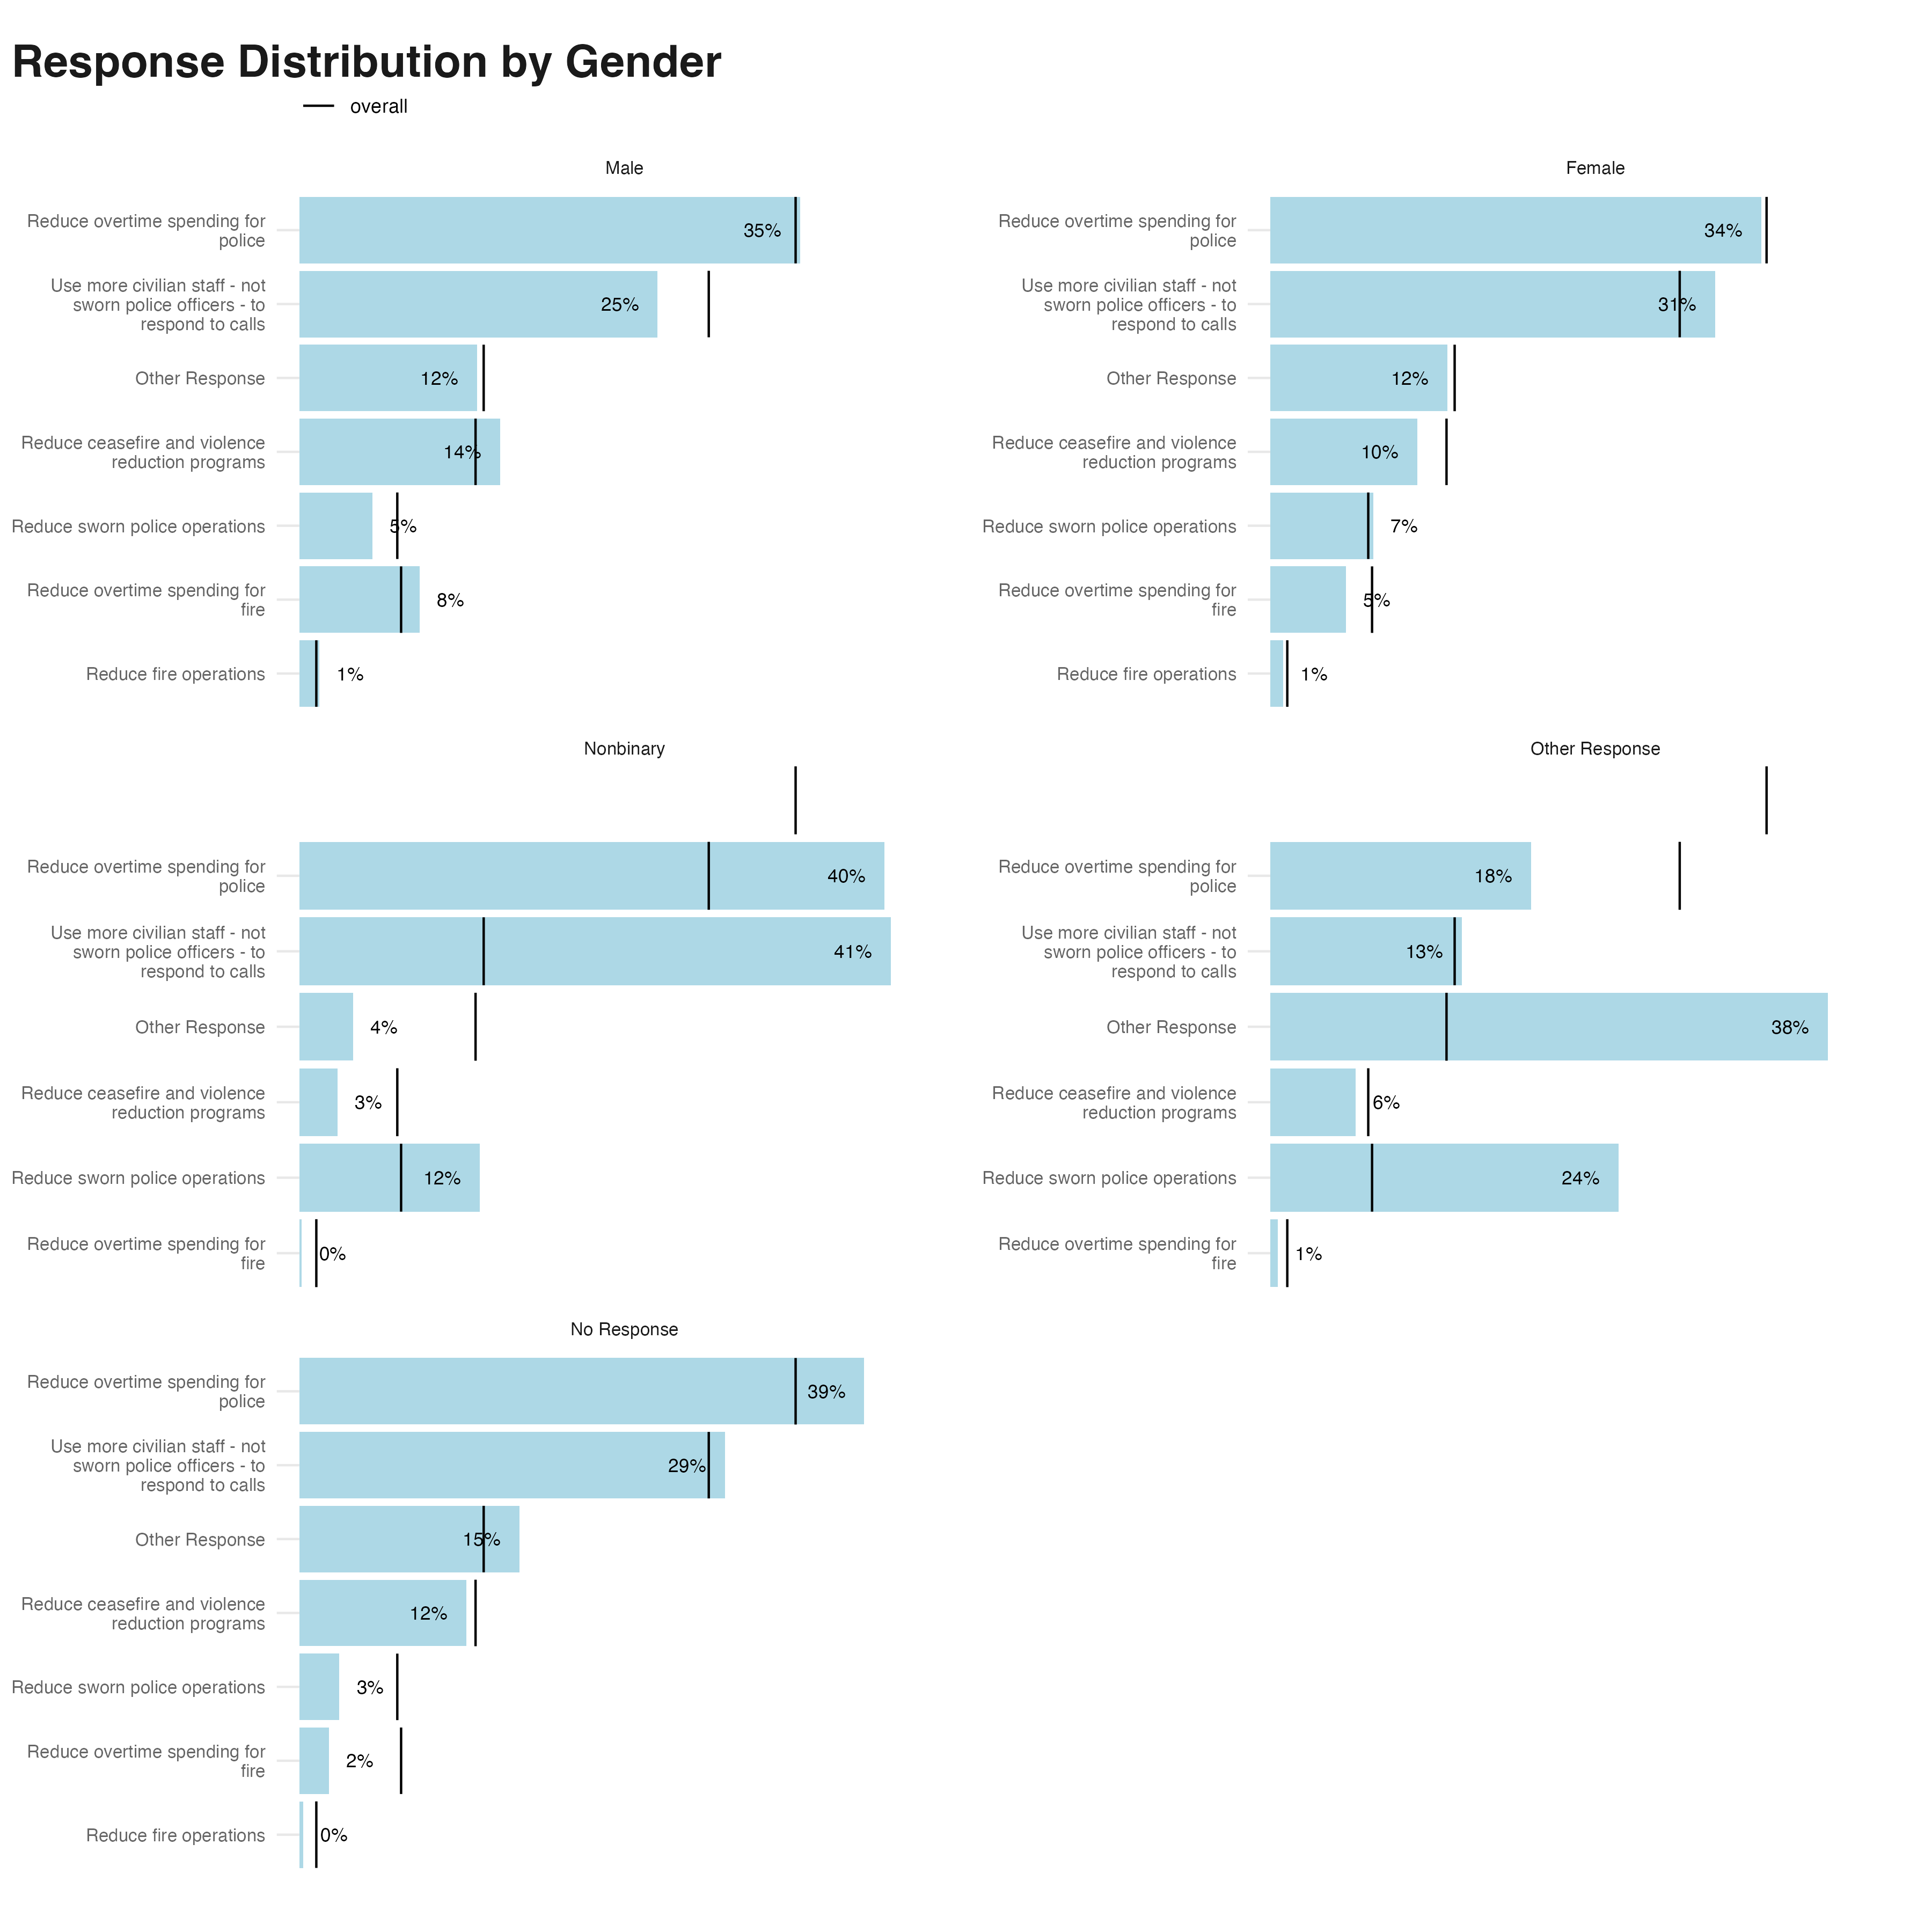 Response Distribution by Gender
overall
Male
Reduce overtime spending for
police
35%
Use more civilian staff - not
sworn police officers - to
respond to calls
25%
Other Response
12%
Reduce ceasefire and violence
reduction programs
14%
Reduce sworn police operations
5%
Reduce overtime spending for
fire
8%
Reduce fire operations
1%
Female
Reduce overtime spending for
police
34%
Use more civilian staff - not
sworn police officers - to
respond to calls
31%
Other Response
12%
Reduce ceasefire and violence
reduction programs
10%
Reduce sworn police operations
7%
Reduce overtime spending for
fire
5%
Reduce fire operations
1%
Nonbinary
Reduce overtime spending for
police
40%
Use more civilian staff - not
sworn police officers - to
respond to calls
41%
Other Response
4%
Reduce ceasefire and violence
reduction programs
3%
Reduce sworn police operations
12%
Reduce overtime spending for
fire
0%
Other Response
Reduce overtime spending for
police
18%
Use more civilian staff - not
sworn police officers - to
respond to calls
13%
Other Response
38%
Reduce ceasefire and violence
reduction programs
6%
Reduce sworn police operations
24%
Reduce overtime spending for
fire
1%
No Response
Reduce overtime spending for
police
39%
Use more civilian staff - not
sworn police officers - to
respond to calls
29%
Other Response
15%
Reduce ceasefire and violence
reduction programs
12%
Reduce sworn police operations
3%
Reduce overtime spending for
fire
2%
Reduce fire operations
0%